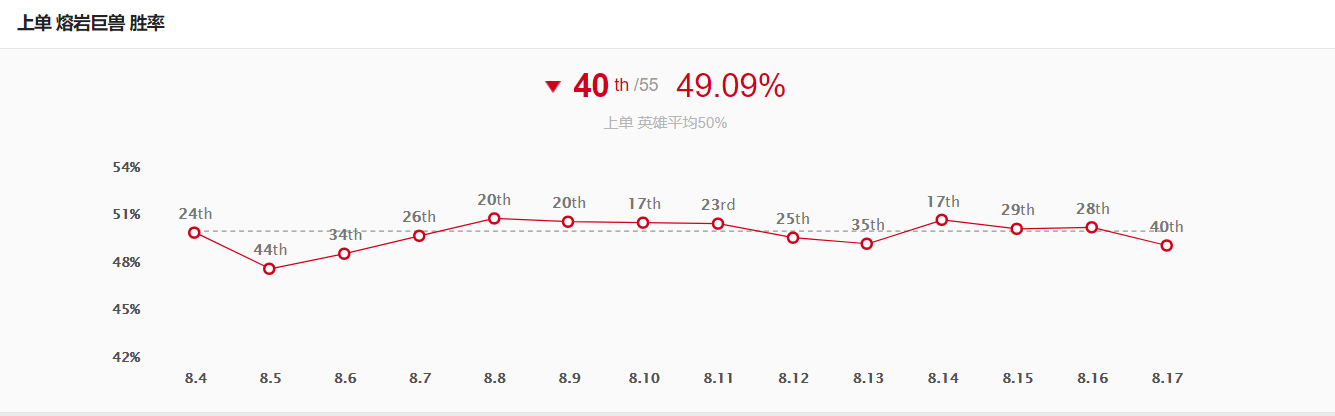 上单 熔岩巨兽 胜率
40 th /55 49.09%
上单 英雄平均50%
54%
51%
48%
45%
42%
24th
44th
34th
26th
20th
20th
17th
23rd
25th
35th
17th
29th
28th
40th
8.4 8.5 8.6 8.7 8.8 8.9 8.10 8.11 8.12 8.13 8.14 8.15 8.16 8.17